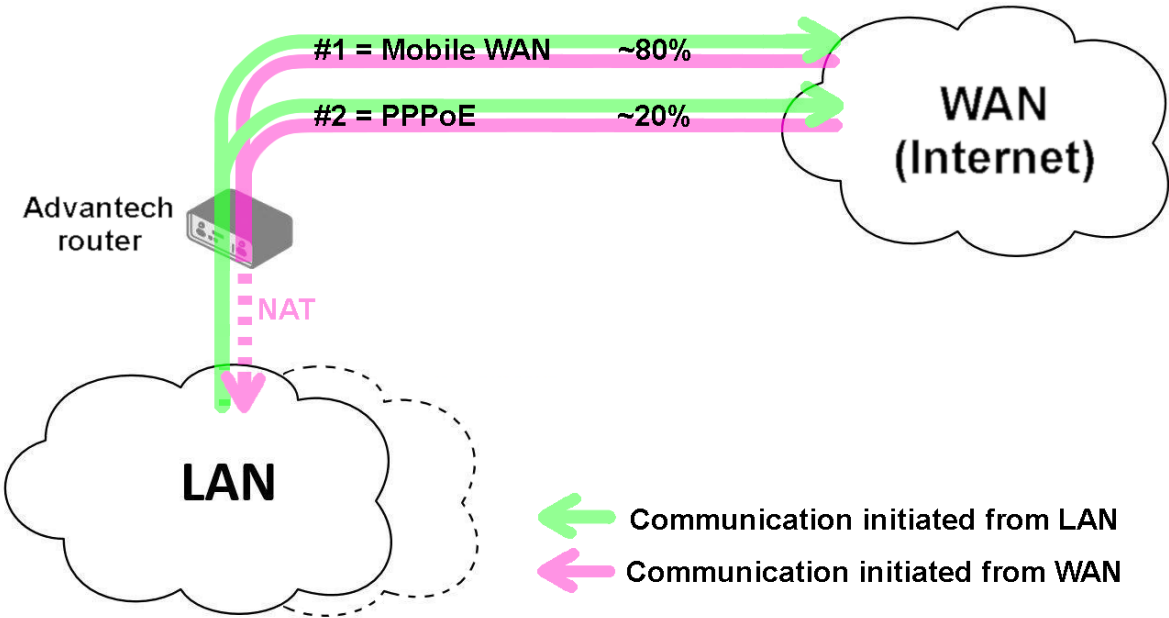 #1 = Mobile WAN ~80%
#2 = PPPoE ~20%
WAN
(Internet)
Advantech
router
NAT
LAN
Communication initiated from LAN
Communication initiated from WAN